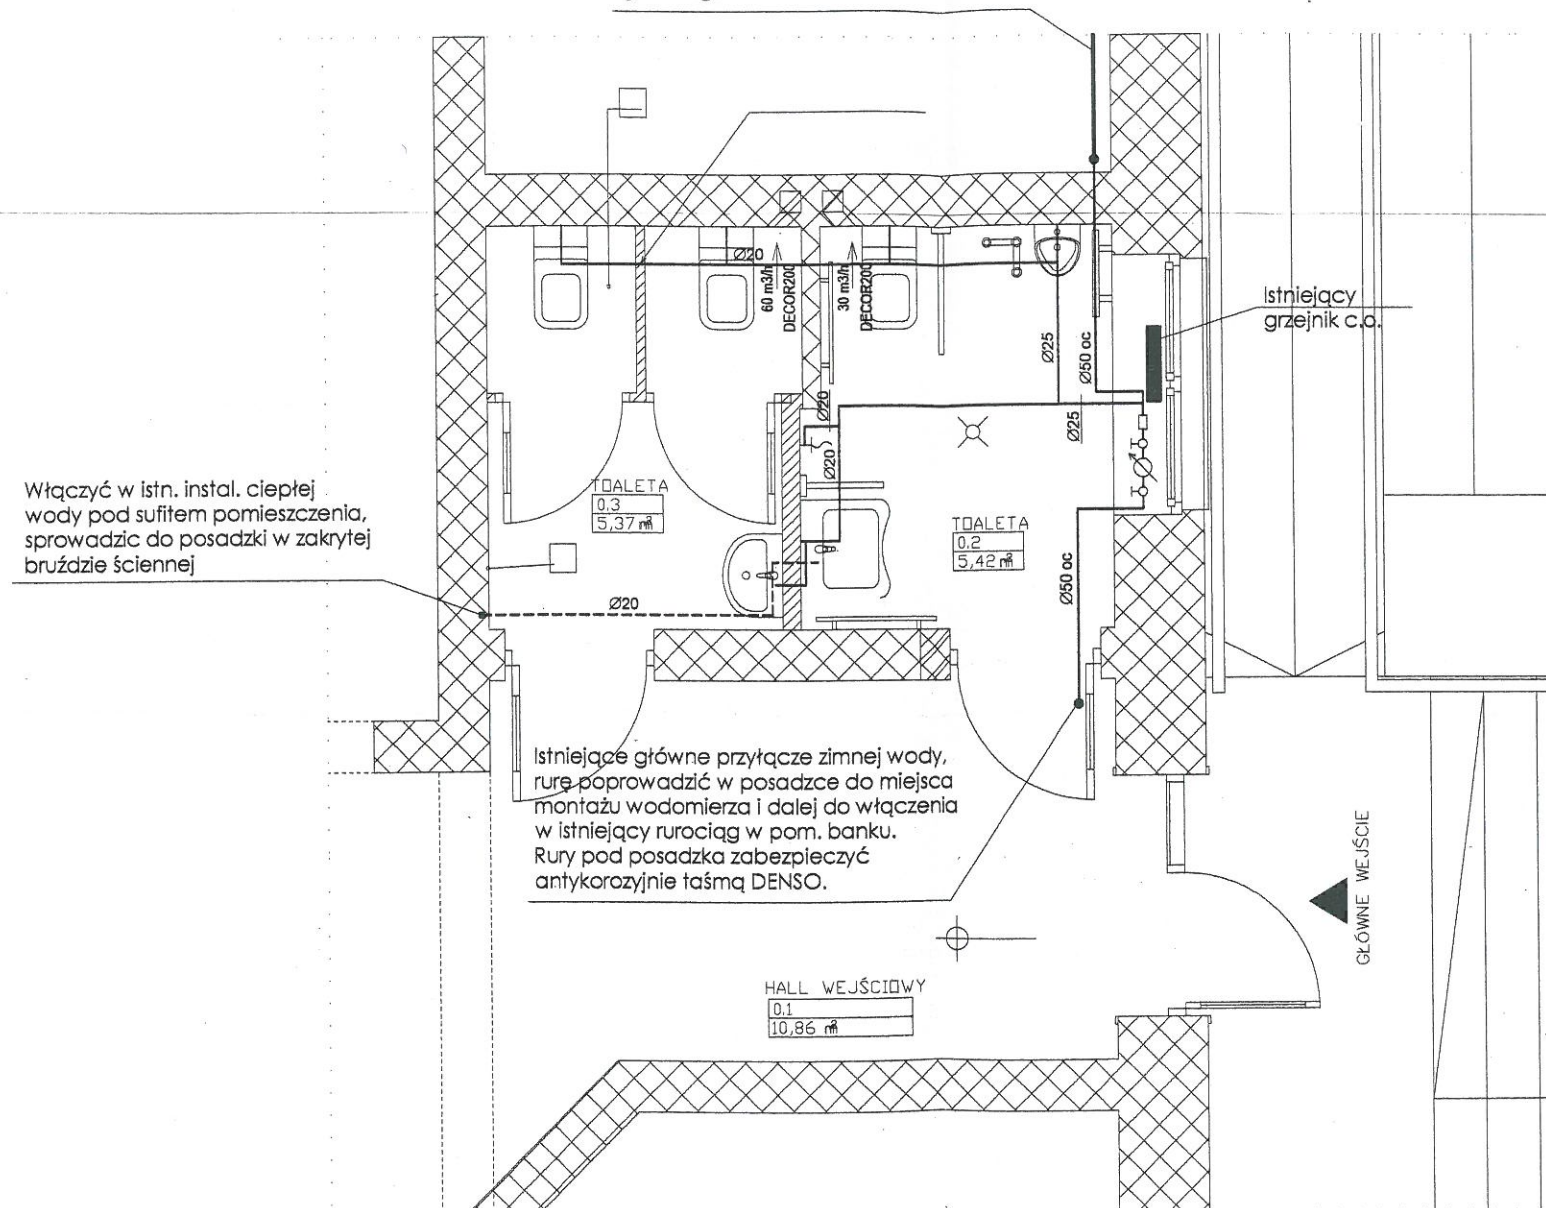 Istniejący
grzejnik c.o.
Ø20
60 m3/h
DECOR200
30 m3/h
DECOR200
Ø25
Ø50 oc
Ø20
Ø25
Ø20
Włączyć w istn. instal. ciepłej
wody pod sufitem pomieszczenia,
sprowadzic do posadzki w zakrytej
bruździe ściennej
TOALETA
0.3
5,37 m²
TOALETA
0.2
5,42 m²
Ø50 oc
Ø20
Istniejące główne przyłącze zimnej wody,
rurę poprowadzić w posadzce do miejsca
montażu wodomierza i dalej do włączenia
w istniejący rurociąg w pom. banku.
Rury pod posadzka zabezpieczyć
antykorozyjnie taśmą DENSO.
GŁÓWNE WEJŚCIE
HALL WEJŚCIOWY
0.1
10,86 m²